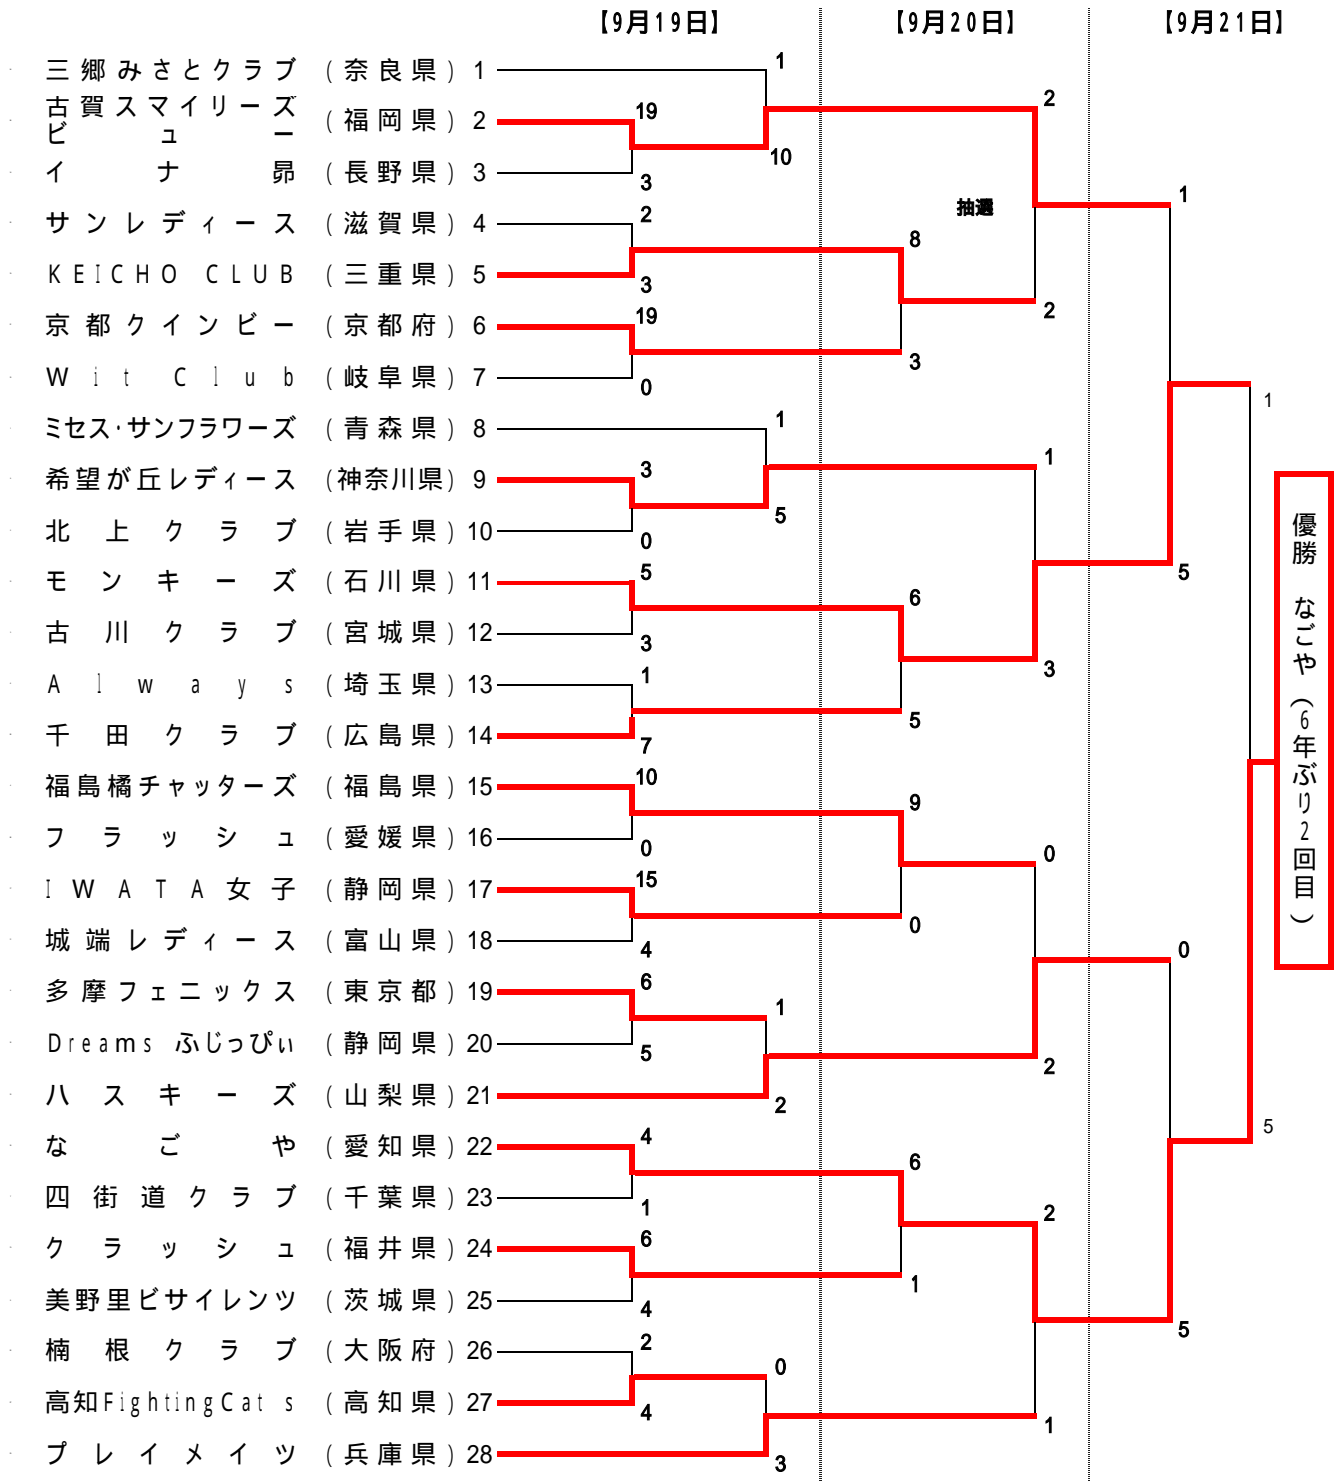 【9月19日】 【9月20日】 【9月21日】
三郷みさとクラブ (奈良県) 1
古賀スマイリーズ
ビュー (福岡県) 2
イナ昴 (長野県) 3
サンレディース (滋賀県) 4
KEICHO CLUB (三重県) 5
京都クインビー (京都府) 6
Wit Club (岐阜県) 7
ミセス・サンフラワーズ (青森県) 8
希望が丘レディース (神奈川県) 9
北上クラブ (岩手県) 10
モンキーズ (石川県) 11
古川クラブ (宮城県) 12
Always (埼玉県) 13
千田クラブ (広島県) 14
福島橘チャッターズ (福島県) 15
フラッシュ (愛媛県) 16
IWATA女子 (静岡県) 17
城端レディース (富山県) 18
多摩フェニックス (東京都) 19
Dreams ふじっぴぃ (静岡県) 20
ハスキーズ (山梨県) 21
なごや (愛知県) 22
四街道クラブ (千葉県) 23
クラッシュ (福井県) 24
美野里ビサイレンツ (茨城県) 25
楠根クラブ (大阪府) 26
高知FightingCats (高知県) 27
プレイメイツ (兵庫県) 28
1
19
10
3
2
3
19
0
1
3
5
0
5
3
1
7
10
0
15
4
6
1
5
2
4
1
6
4
2
0
4
3
2
抽選
8
2
3
1
6
3
5
9
0
0
2
6
2
1
1
1
5
0
5
1
5
優勝 なごや (6年ぶり2回目)